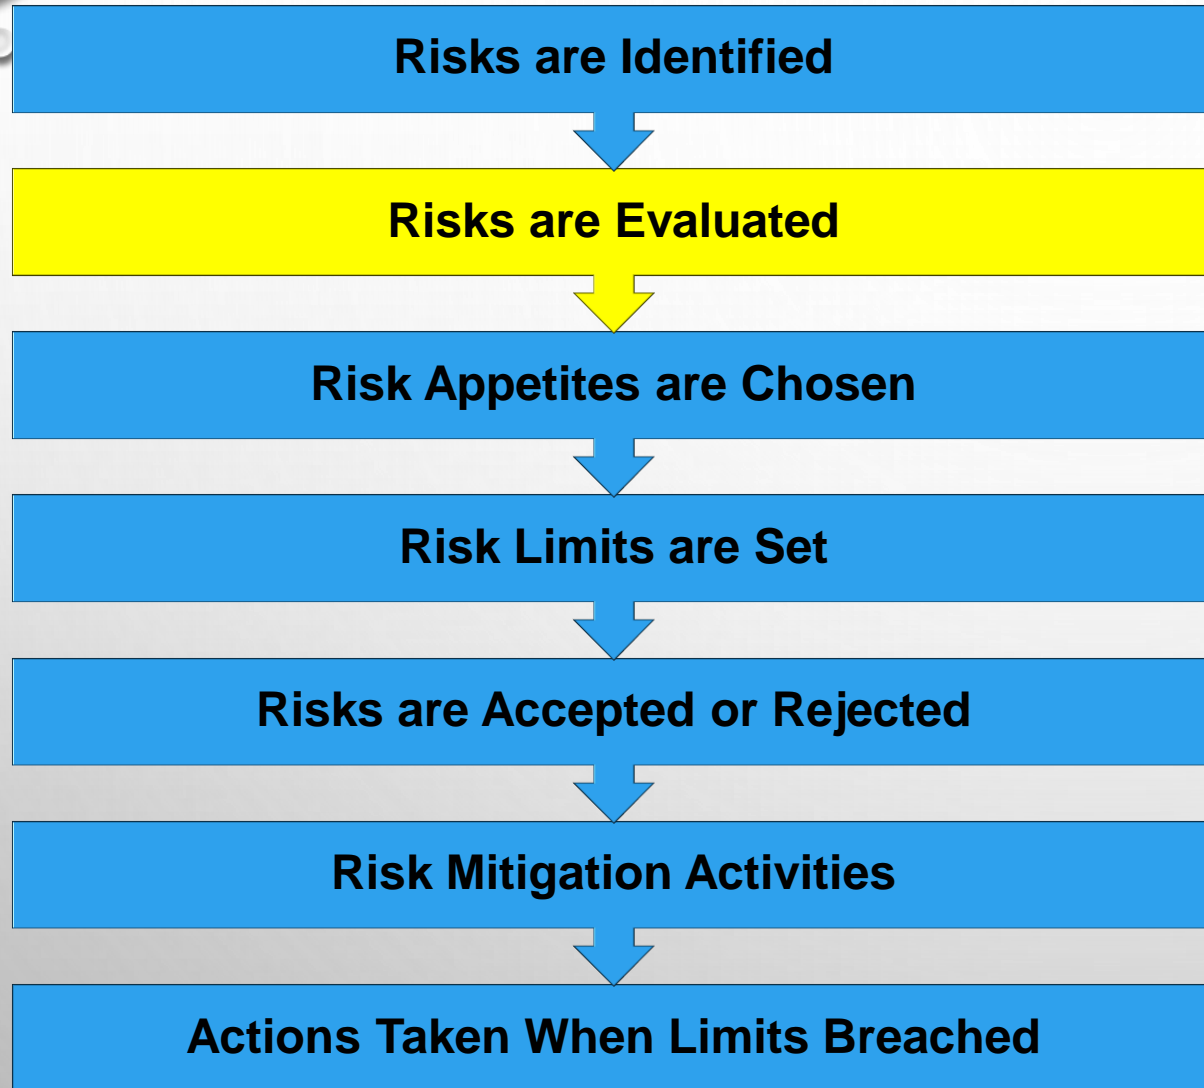 Risks are Identified
Risks are Evaluated
Risk Appetites are Chosen
Risk Limits are Set
Risks are Accepted or Rejected
Risk Mitigation Activities
Actions Taken When Limits Breached